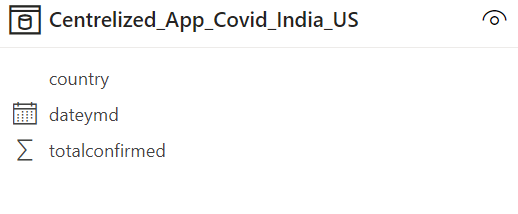 Centrelized_App_Covid_India_US
country
dateymd
totalconfirmed